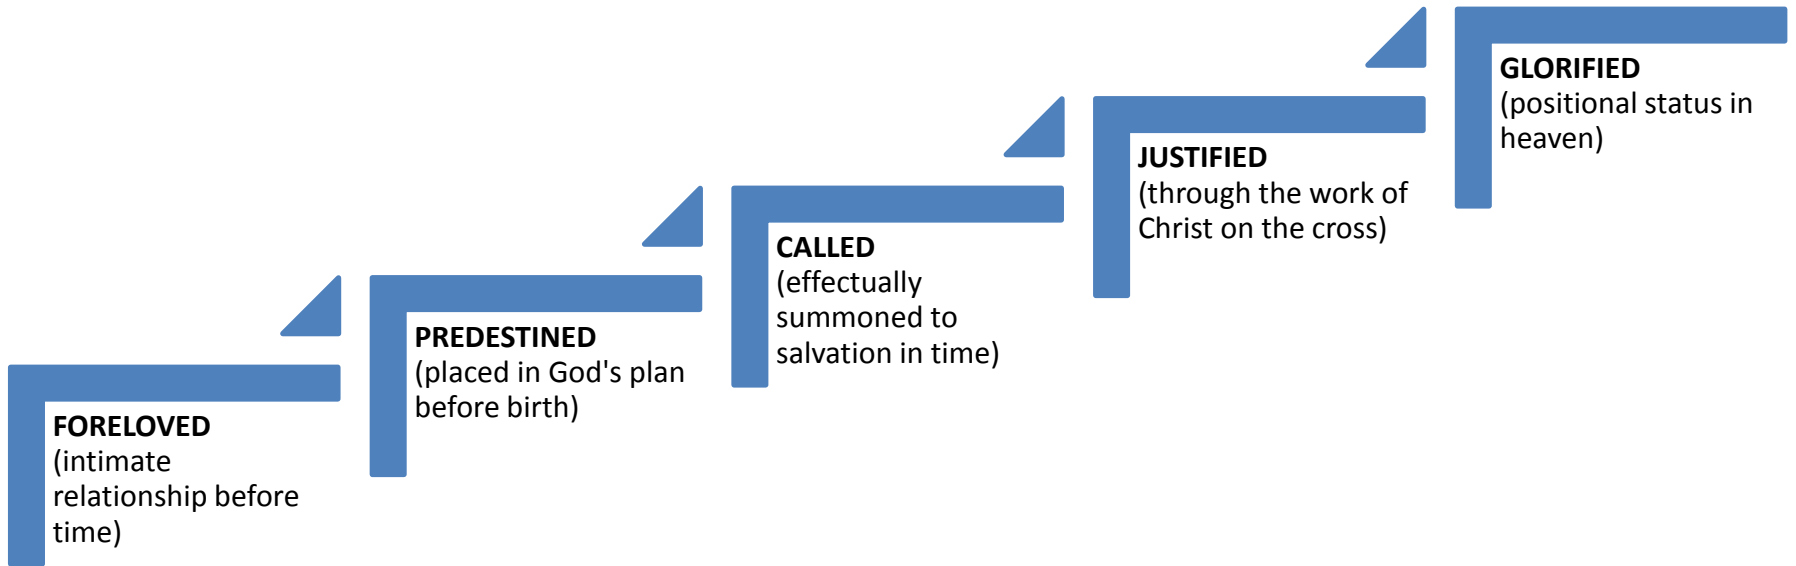 FORELOVED
(intimate
relationship before
time)
PREDESTINED
(placed in God's plan
before birth)
CALLED
(effectually
summoned to
salvation in time)
JUSTIFIED
(through the work of
Christ on the cross)
GLORIFIED
(positional status in
heaven)